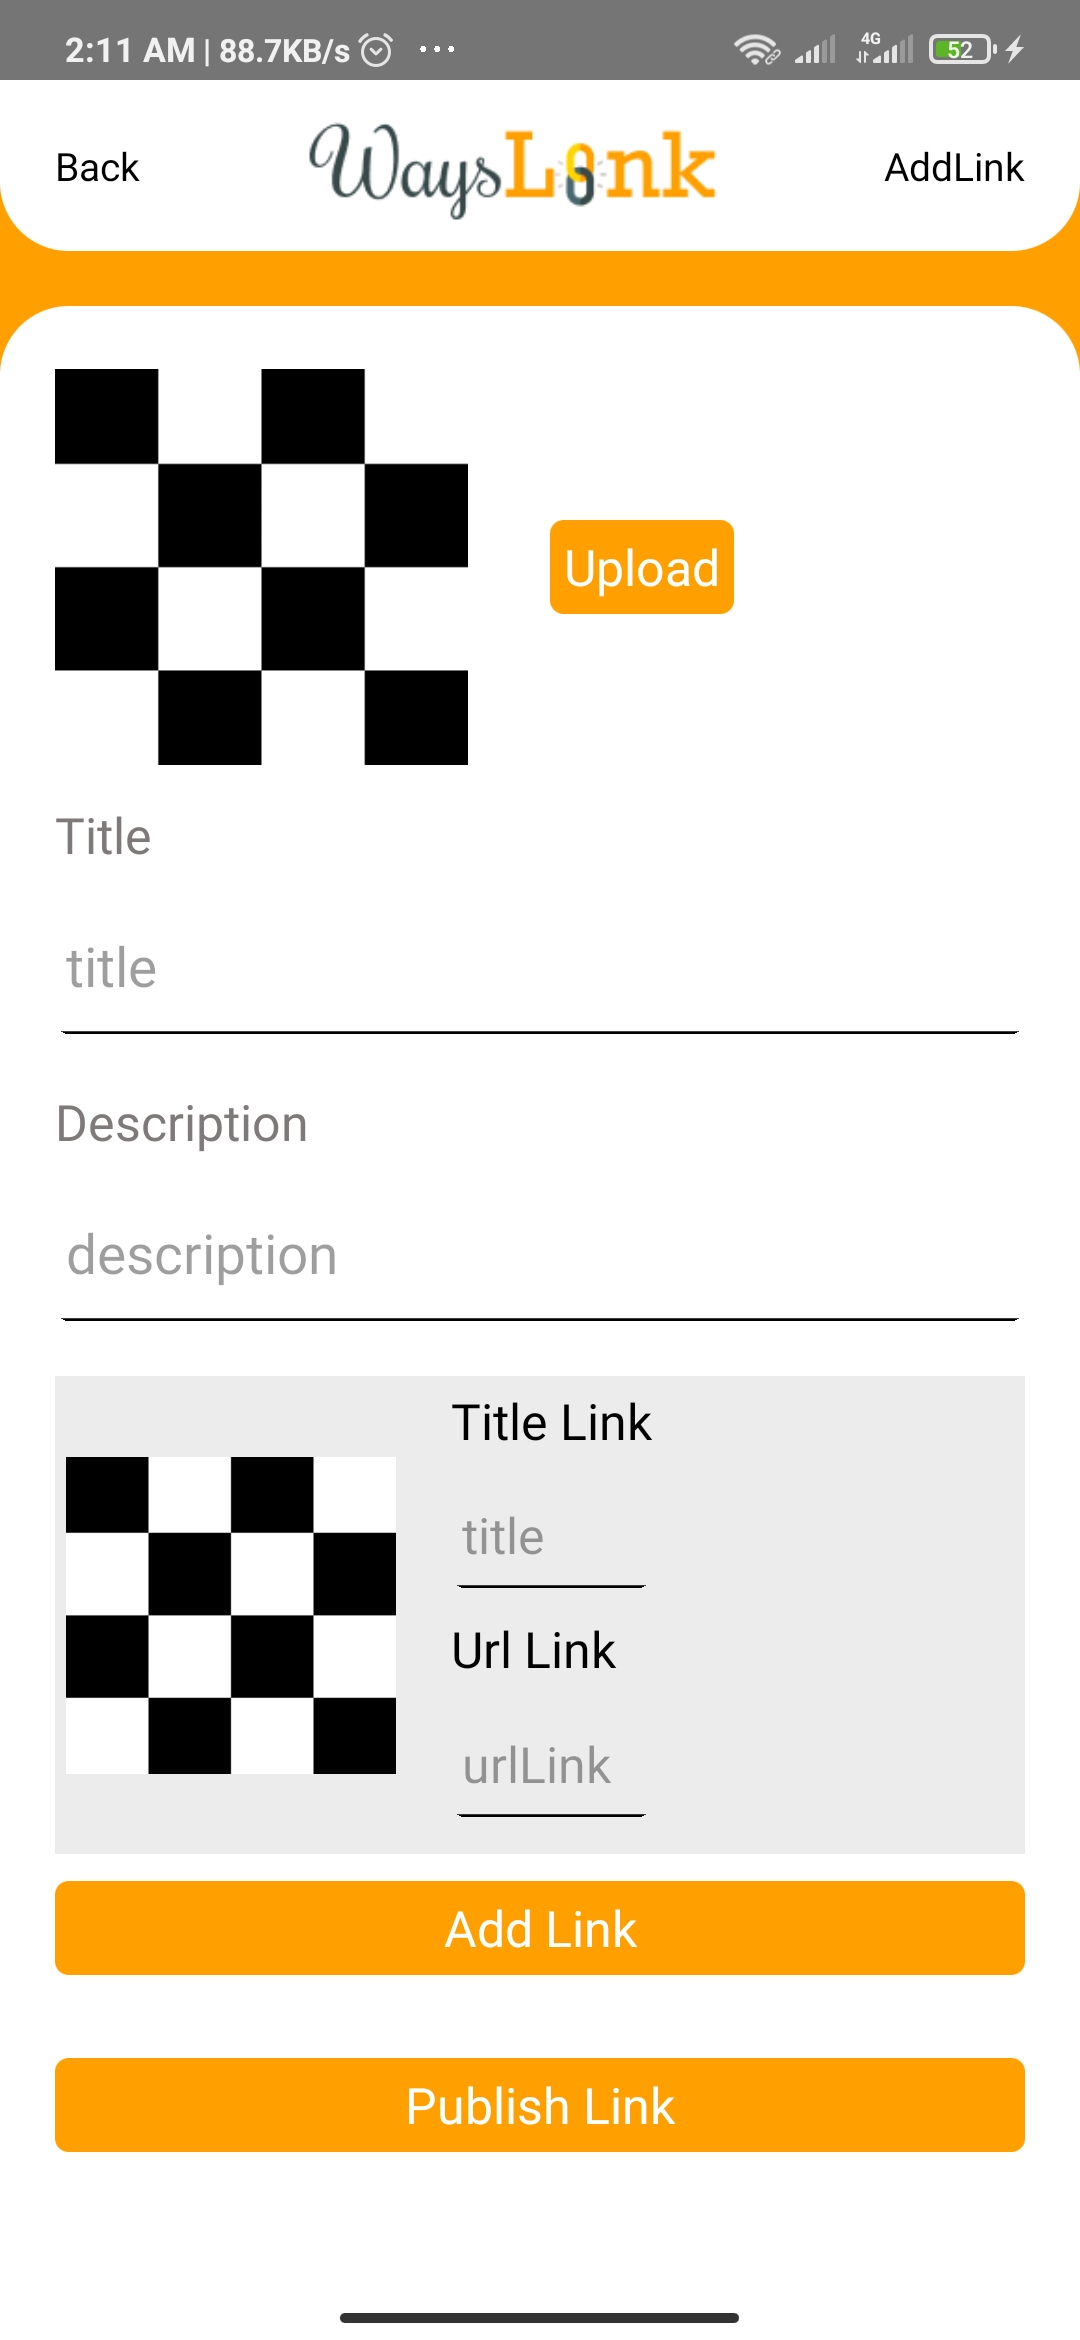 2:11 AM | 88.7KB/s ... 4G 52
Back WaysLink AddLink
Upload
Title
title
Description
description
Title Link
title
Url Link
urlLink
Add Link
Publish Link